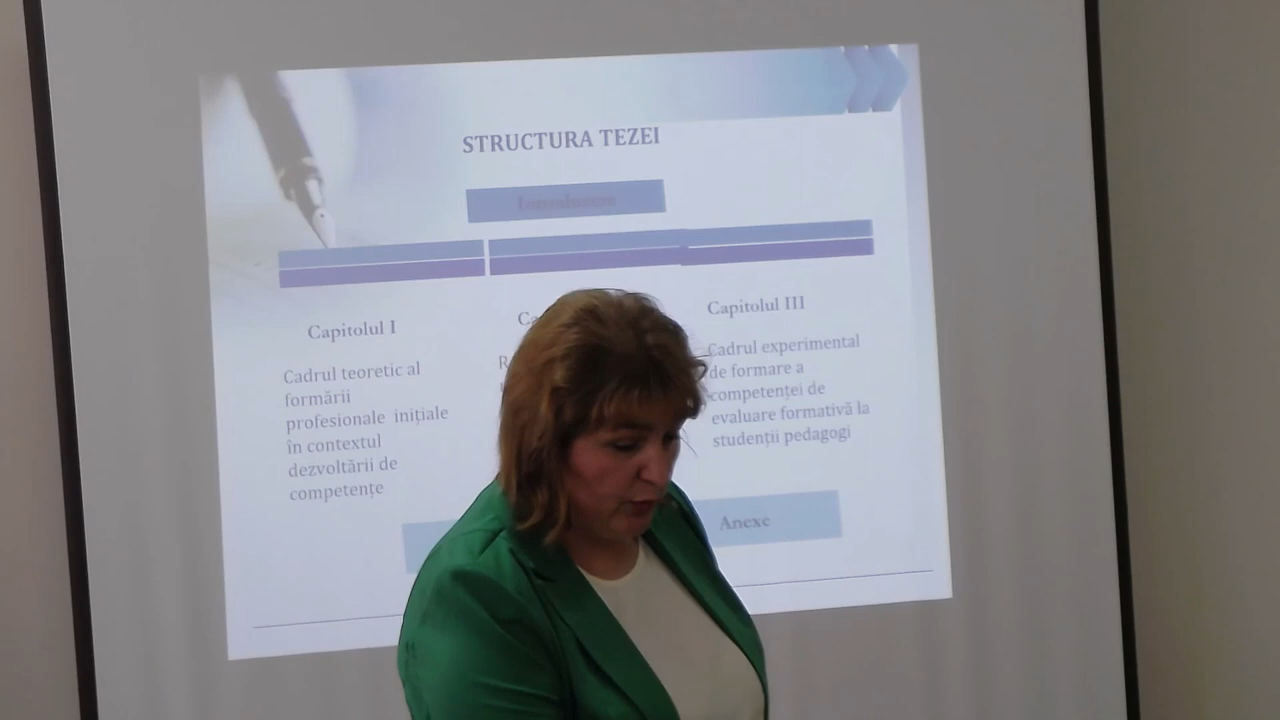 STRUCTURA TEZEI
Capitolul I
Cadrul teoretic al
formării
profesionale inițiale
în contextul
dezvoltării de
competențe
Capitolul III
Cadrul experimental
de formare a
competenței de
evaluare formativă la
studenții pedagogi
Anexe